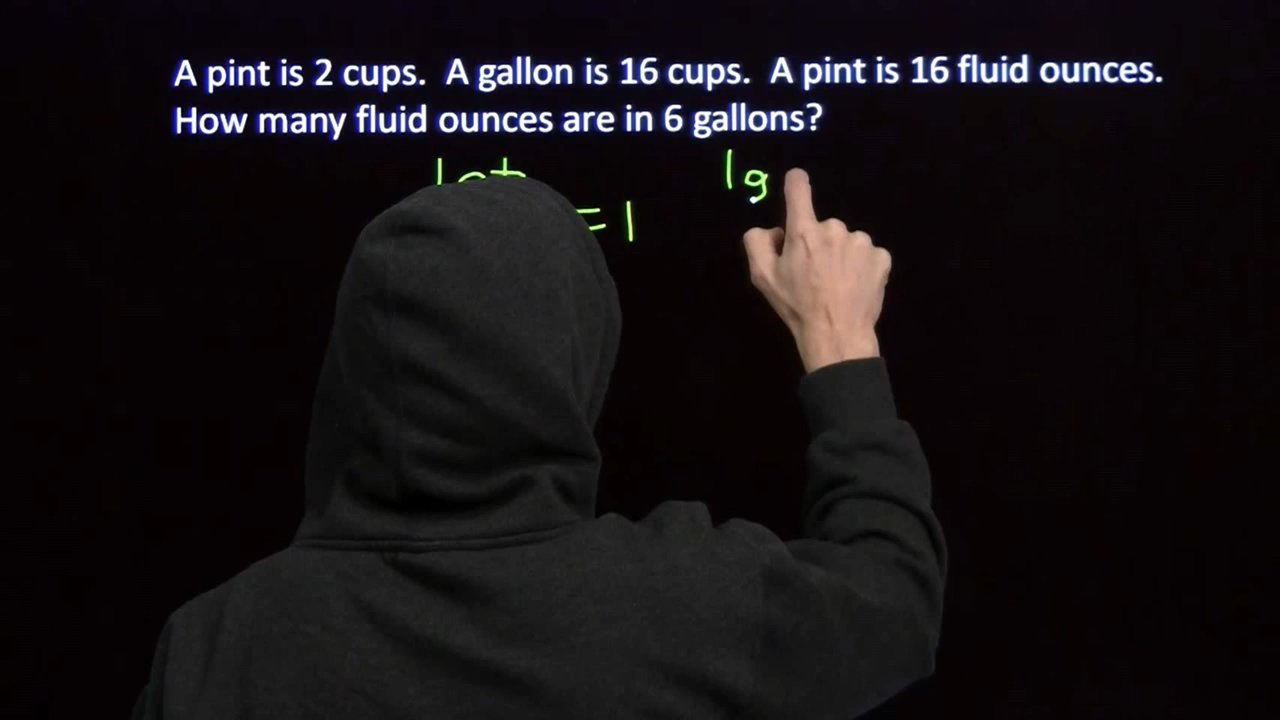 A pint is 2 cups.  A gallon is 16 cups.  A pint is 16 fluid ounces.
How many fluid ounces are in 6 gallons?
1 g
= 1